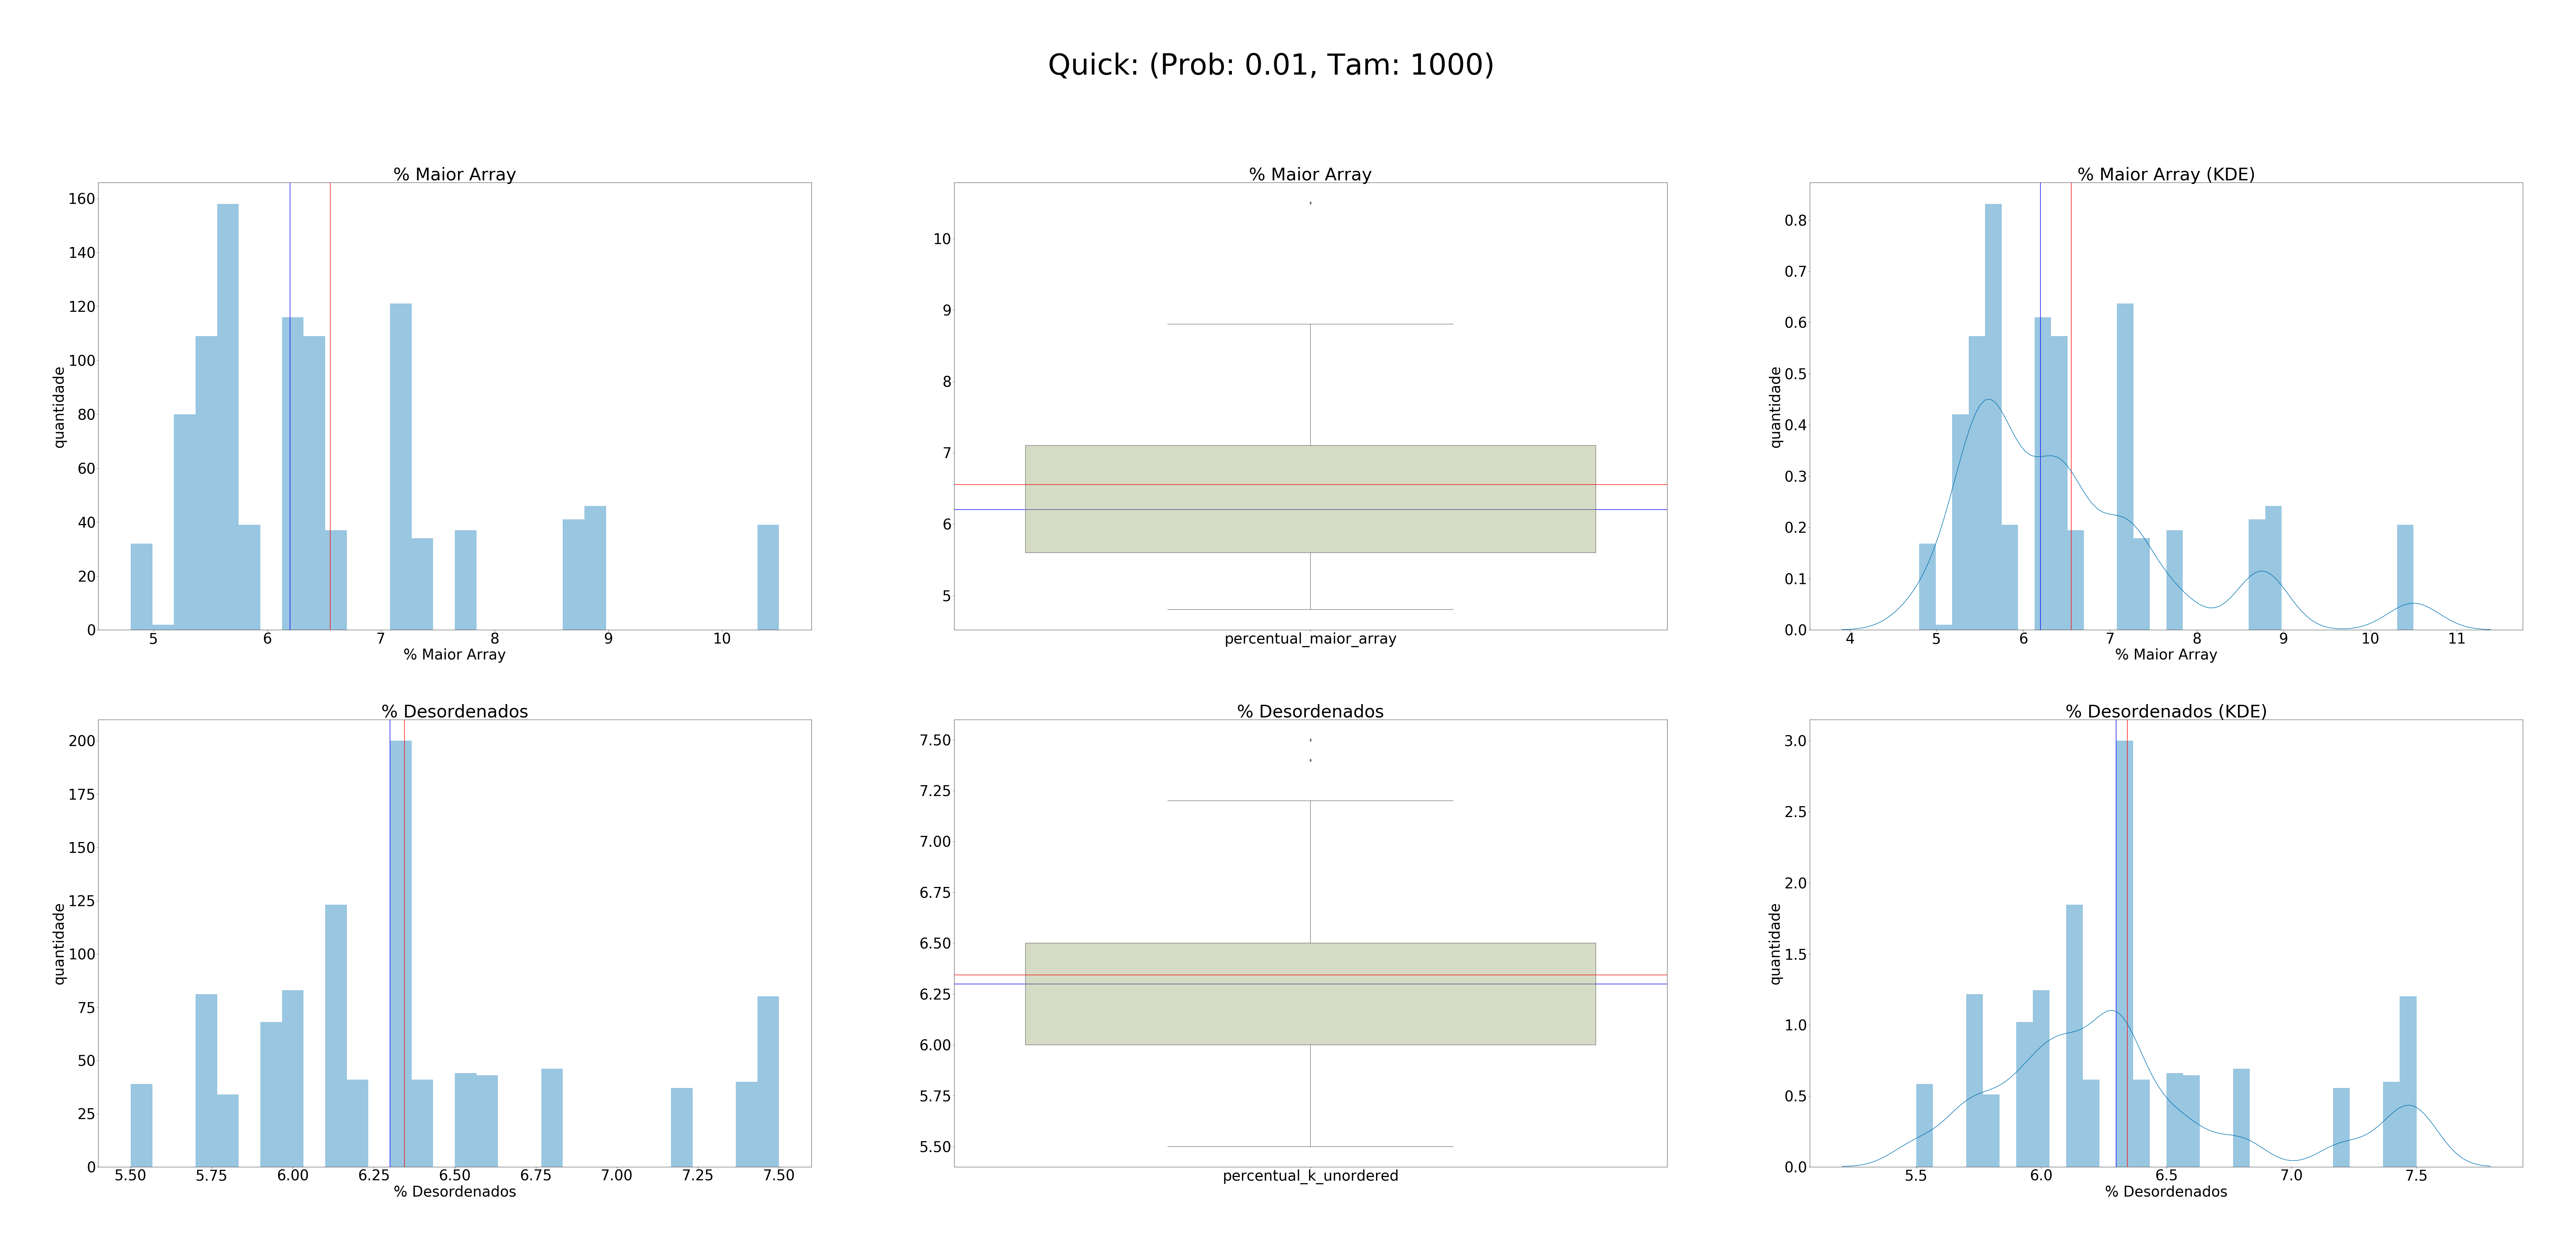 Quick: (Prob: 0.01, Tam: 1000)
% Maior Array
160
140
120
100
80
60
40
20
0
quantidade
5 6 7 8 9 10
% Maior Array
% Maior Array
10
9
8
7
6
5
percentual_maior_array
% Maior Array (KDE)
0.8
0.7
0.6
0.5
0.4
0.3
0.2
0.1
0.0
quantidade
4 5 6 7 8 9 10 11
% Maior Array
% Desordenados
200
175
150
125
100
75
50
25
0
quantidade
5.50 5.75 6.00 6.25 6.50 6.75 7.00 7.25 7.50
% Desordenados
% Desordenados
7.50
7.25
7.00
6.75
6.50
6.25
6.00
5.75
5.50
percentual_k_unordered
% Desordenados (KDE)
3.0
2.5
2.0
1.5
1.0
0.5
0.0
quantidade
5.5 6.0 6.5 7.0 7.5
% Desordenados